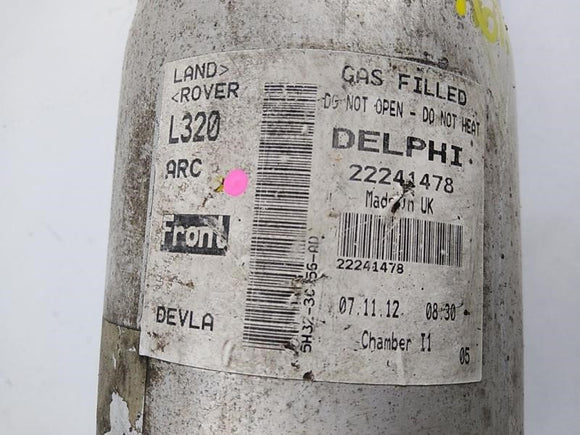 LAND>
<ROVER
L320
ARC
Front
DEVLA
GAS FILLED
DO NOT OPEN - DO NOT HEAT
DELPHI
22241478
Made in UK
22241478
07.11.12 08:30
Chamber I1
05